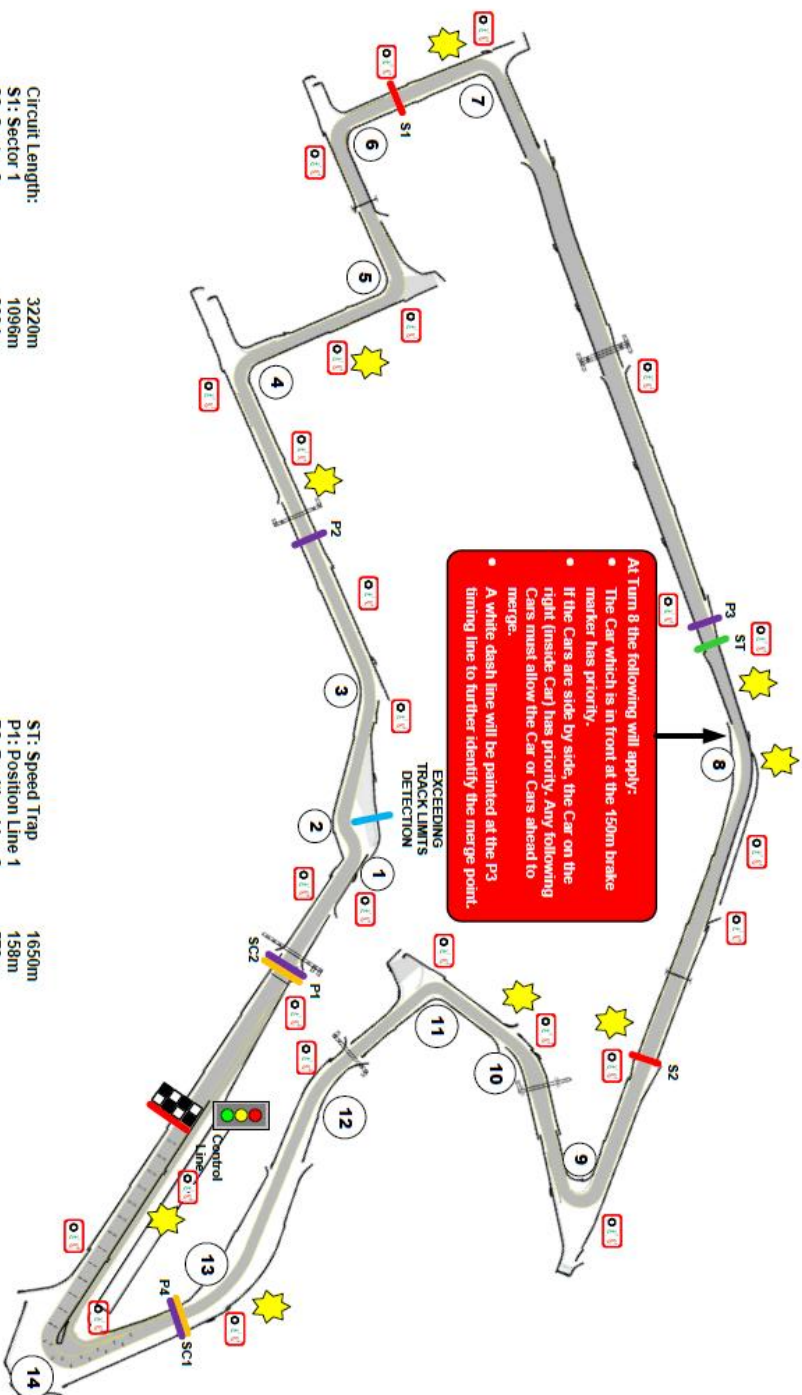 At Turn 8 the following will apply:
• The Car which is in front at the 150m brake
marker has priority.
• If the Cars are side by side, the Car on the
right (inside Car) has priority. Any following
Cars must allow the Car or Cars ahead to
merge.
• A white dash line will be painted at the P3
timing line to further identify the merge point.
EXCEEDING
TRACK LIMITS
DETECTION
1
2
3
4
5
6
7
8
9
10
11
12
13
14
S1
S2
P1
P2
P3
P4
ST
SC1
SC2
Control
Line
Circuit Length: 3220m
S1: Sector 1 1096m
ST: Speed Trap 1650m
P1: Position Line 1 158m